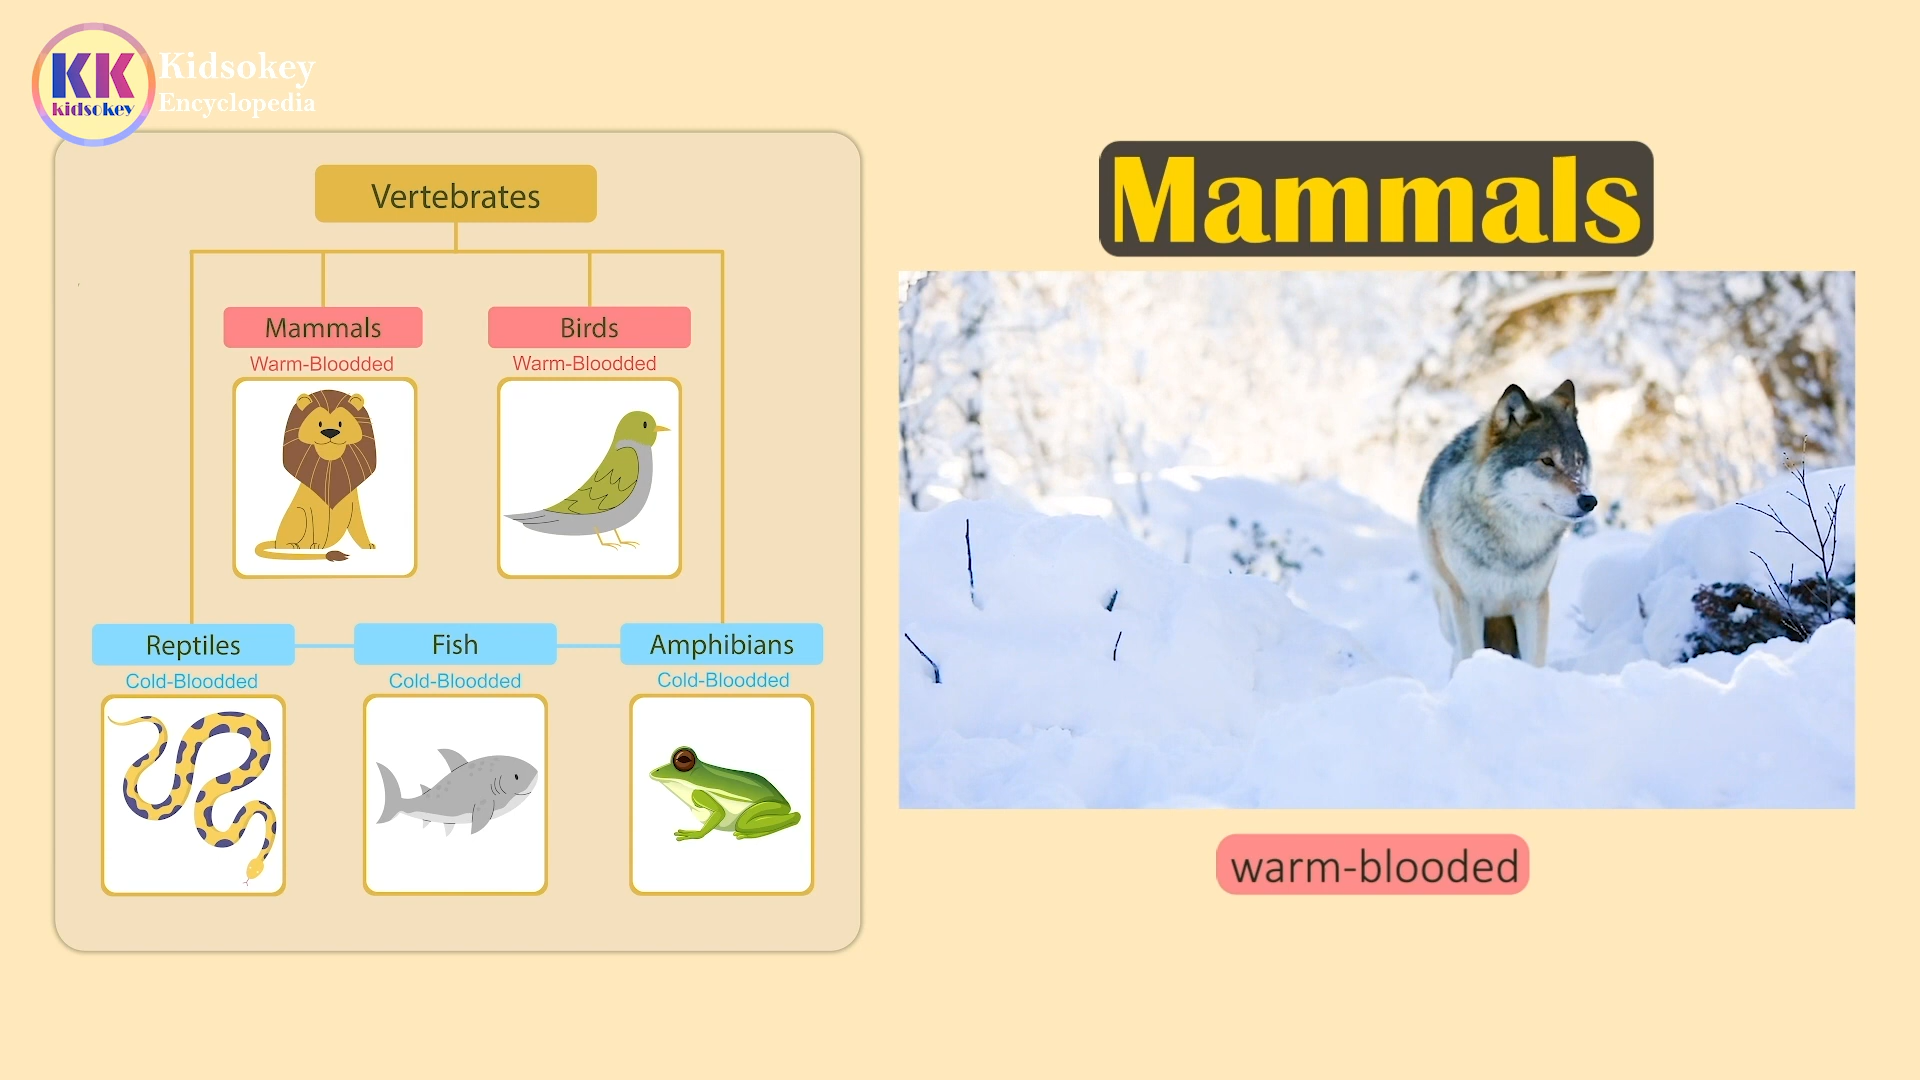 KK
kidsokey
Kidsokey
Encyclopedia
Vertebrates
Mammals
Warm-Bloodded
Birds
Warm-Bloodded
Reptiles
Cold-Bloodded
Fish
Cold-Bloodded
Amphibians
Cold-Bloodded
Mammals
warm-blooded